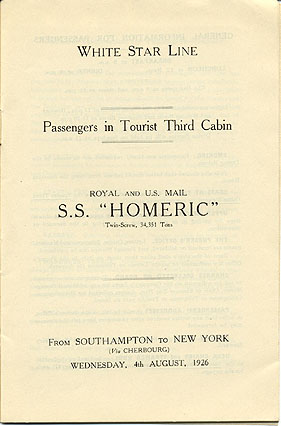 WHITE STAR LINE
Passengers in Tourist Third Cabin
ROYAL AND U.S. MAIL
S.S. "HOMERIC"
Twin-Screw, 34,351 Tons
FROM SOUTHAMPTON TO NEW YORK
(Via CHERBOURG)
WEDNESDAY, 4th AUGUST, 1926